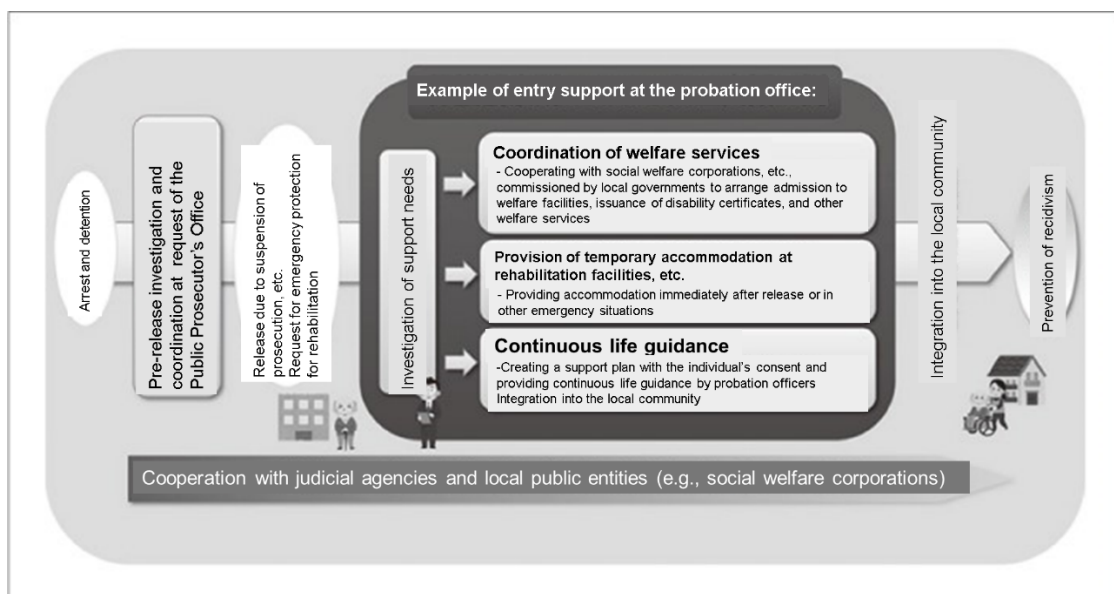 Arrest and detention
Pre-release investigation and
coordination at request of the
Public Prosecutor's Office
Release due to suspension of
prosecution, etc.
Request for emergency protection
for rehabilitation
Example of entry support at the probation office:
Investigation of support needs
Coordination of welfare services
- Cooperating with social welfare corporations, etc.,
commissioned by local governments to arrange admission to
welfare facilities, issuance of disability certificates, and other
welfare services
Provision of temporary accommodation at
rehabilitation facilities, etc.
- Providing accommodation immediately after release or in
other emergency situations
Continuous life guidance
-Creating a support plan with the individual's consent and
providing continuous life guidance by probation officers
Integration into the local community
Integration into the local community
Prevention of recidivism
Cooperation with judicial agencies and local public entities (e.g., social welfare corporations)